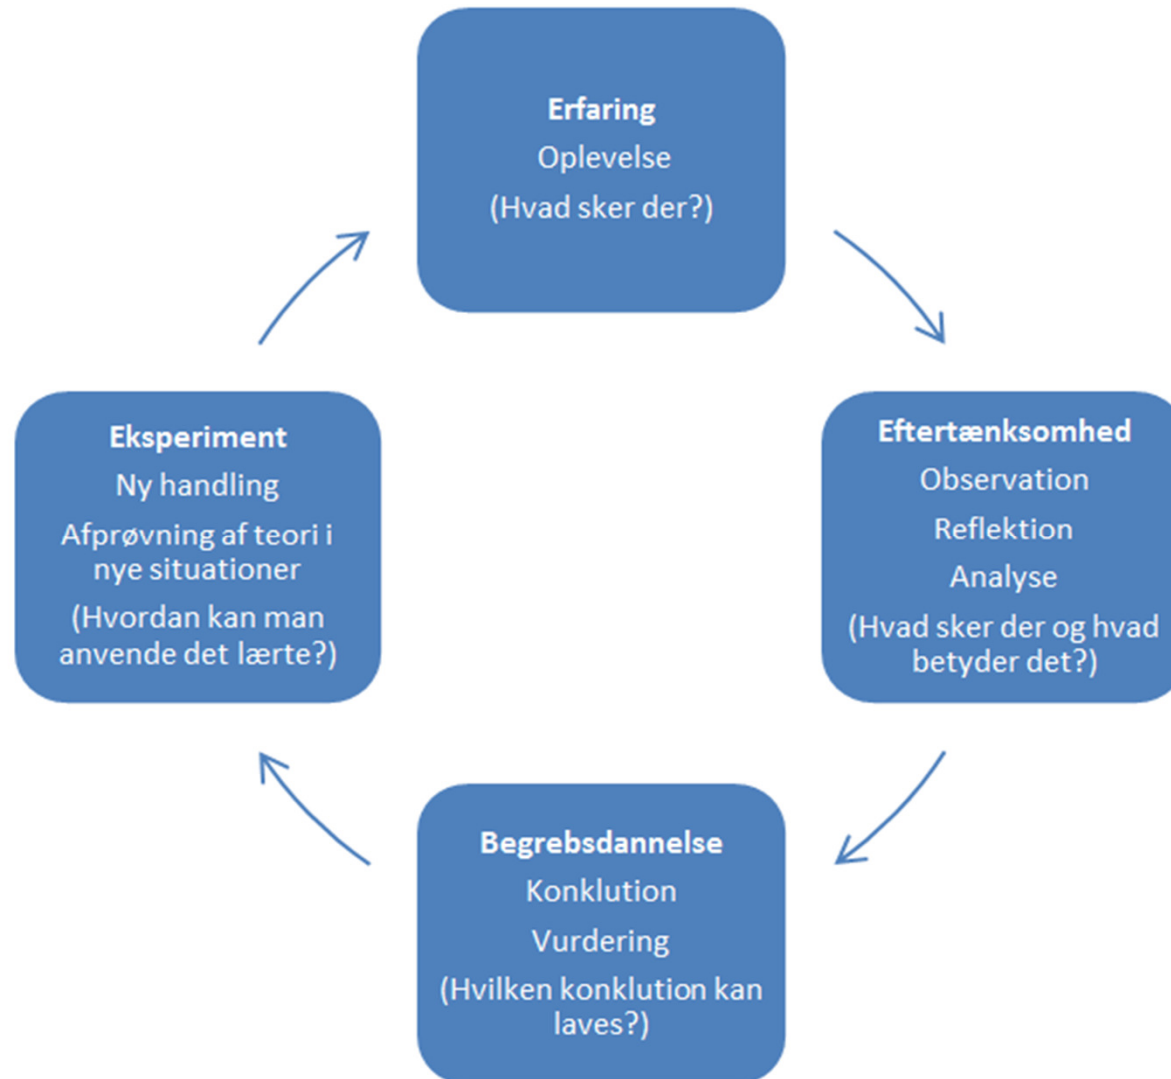 Erfaring
Oplevelse
(Hvad sker der?)
Eftertænksomhed
Observation
Reflektion
Analyse
(Hvad sker der og hvad
betyder det?)
Begrebsdannelse
Konklution
Vurdering
(Hvilken konklution kan
laves?)
Eksperiment
Ny handling
Afprøvning af teori i
nye situationer
(Hvordan kan man
anvende det lærte?)